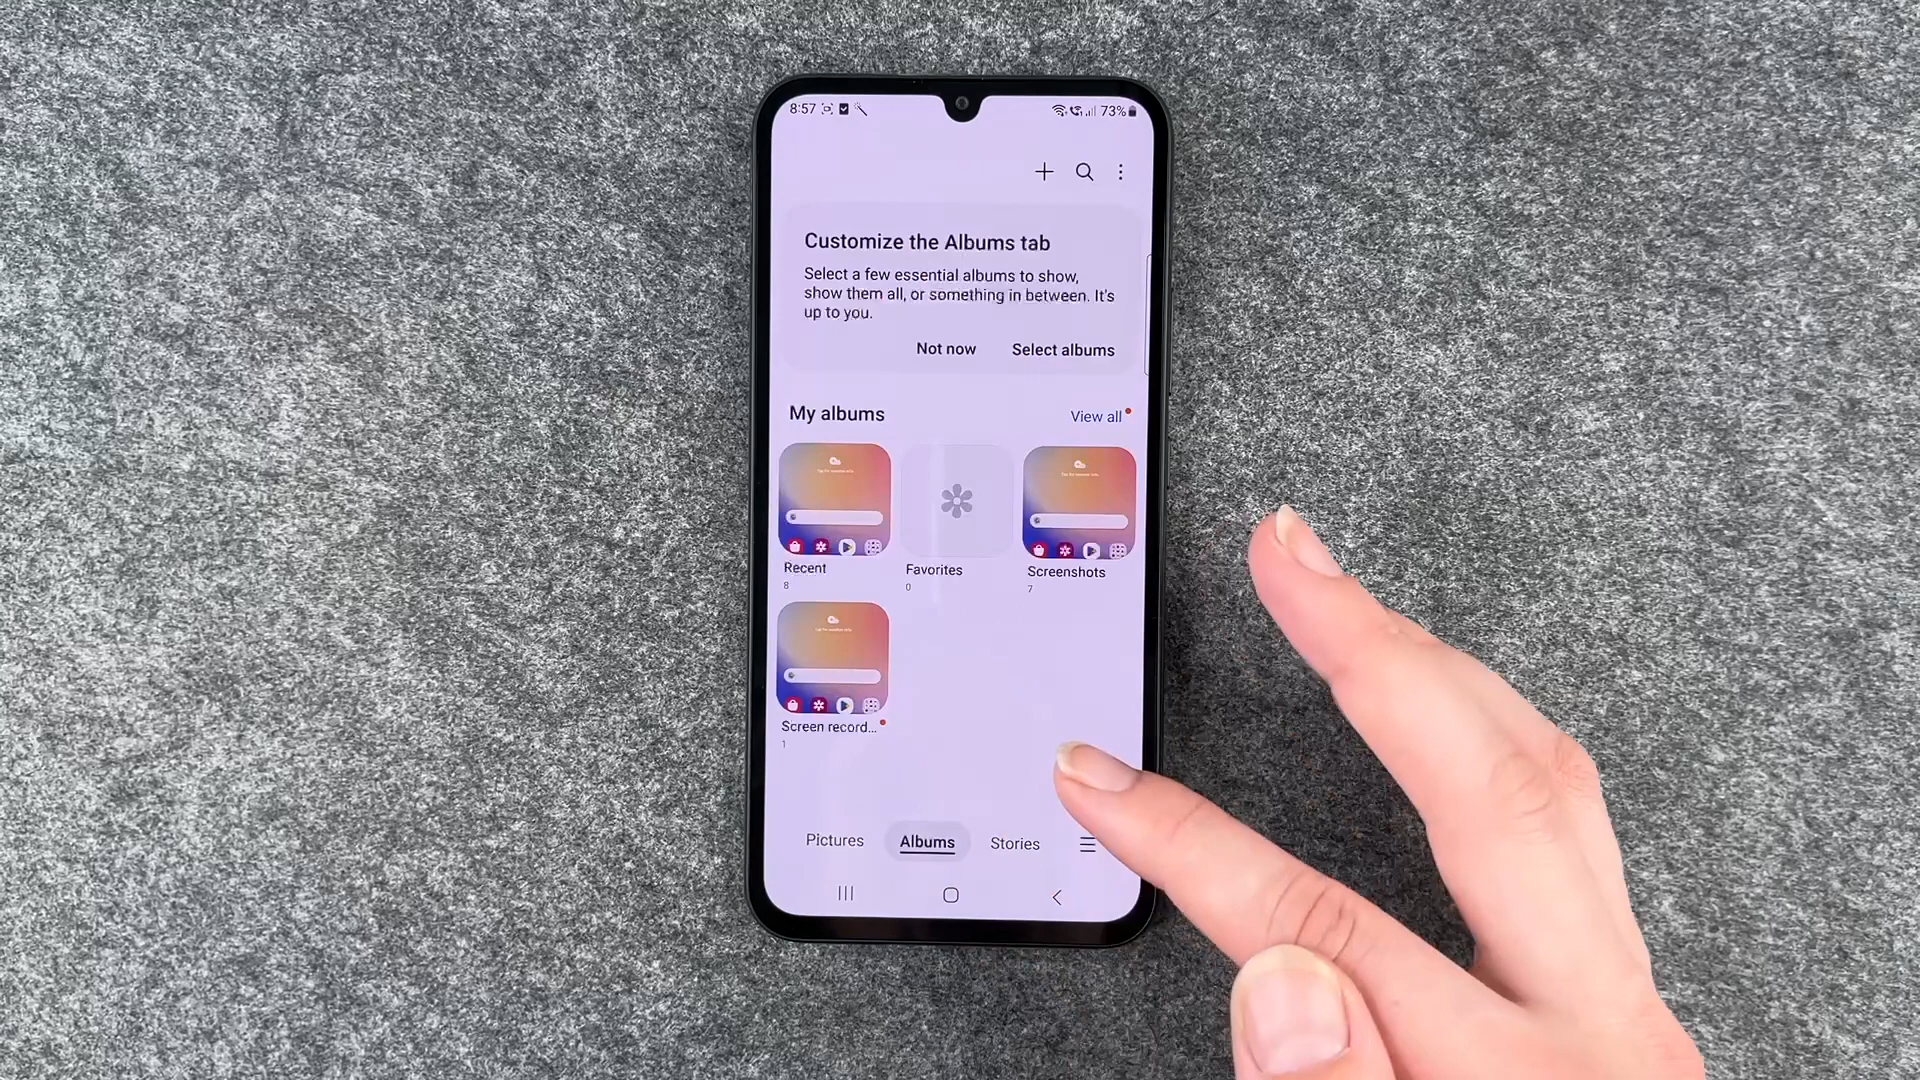 8:57
73%
Customize the Albums tab
Select a few essential albums to show,
show them all, or something in between. It's
up to you.
Not now
Select albums
My albums
View all
Recent
8
Favorites
0
Screenshots
7
Screen record...
1
Pictures
Albums
Stories